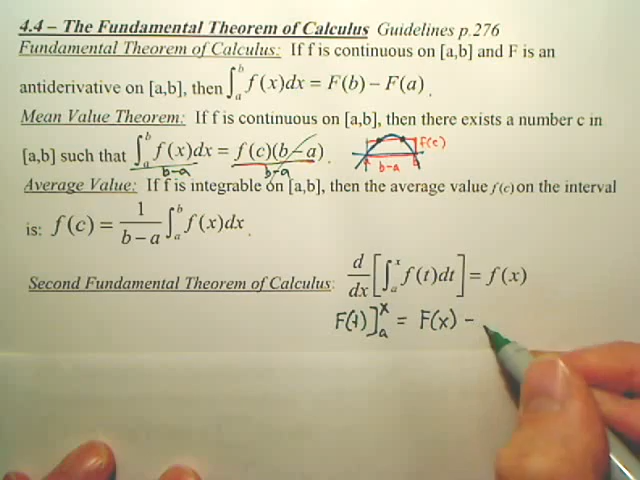 4.4 – The Fundamental Theorem of Calculus Guidelines p.276
Fundamental Theorem of Calculus: If f is continuous on [a,b] and F is an
antiderivative on [a,b], then ∫_a^b f(x)dx = F(b) − F(a) .
Mean Value Theorem: If f is continuous on [a,b], then there exists a number c in
[a,b] such that ∫_a^b f(x)dx = f(c)(b − a) .
b-a b-a
f(c)
b-a
Average Value: If f is integrable on [a,b], then the average value f(c) on the interval
is: f(c) = 1/(b − a) ∫_a^b f(x)dx .
Second Fundamental Theorem of Calculus: d/dx [∫_a^x f(t)dt] = f(x)
F(t)]_a^x = F(x) −